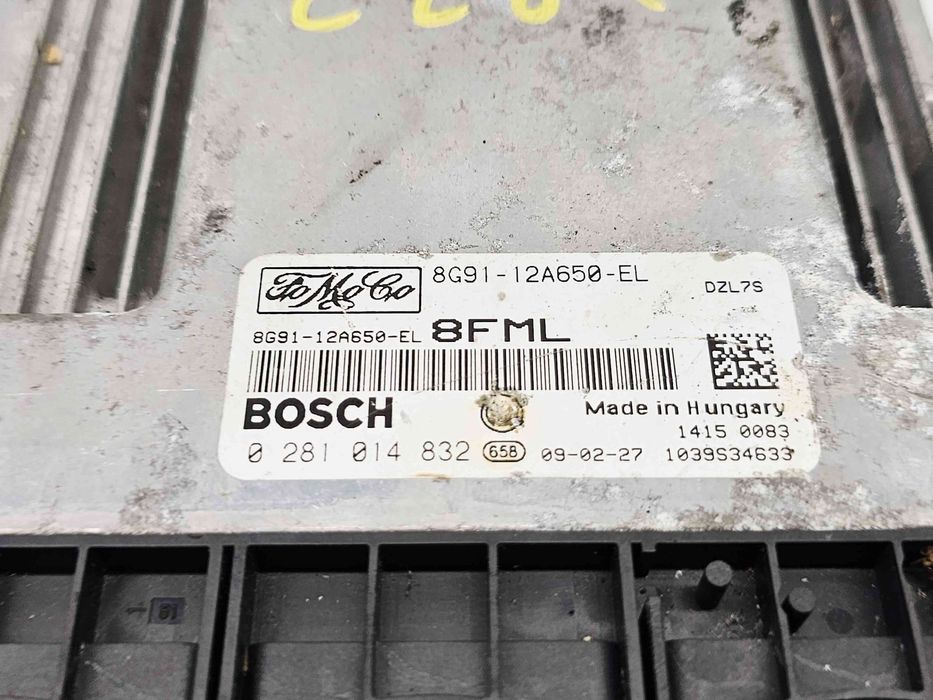 FoMoCo
8G91-12A650-EL
DZL7S
8G91-12A650-EL 8FML
BOSCH
Made in Hungary
1415 0083
0 281 014 832 658 09-02-27 1039S34633